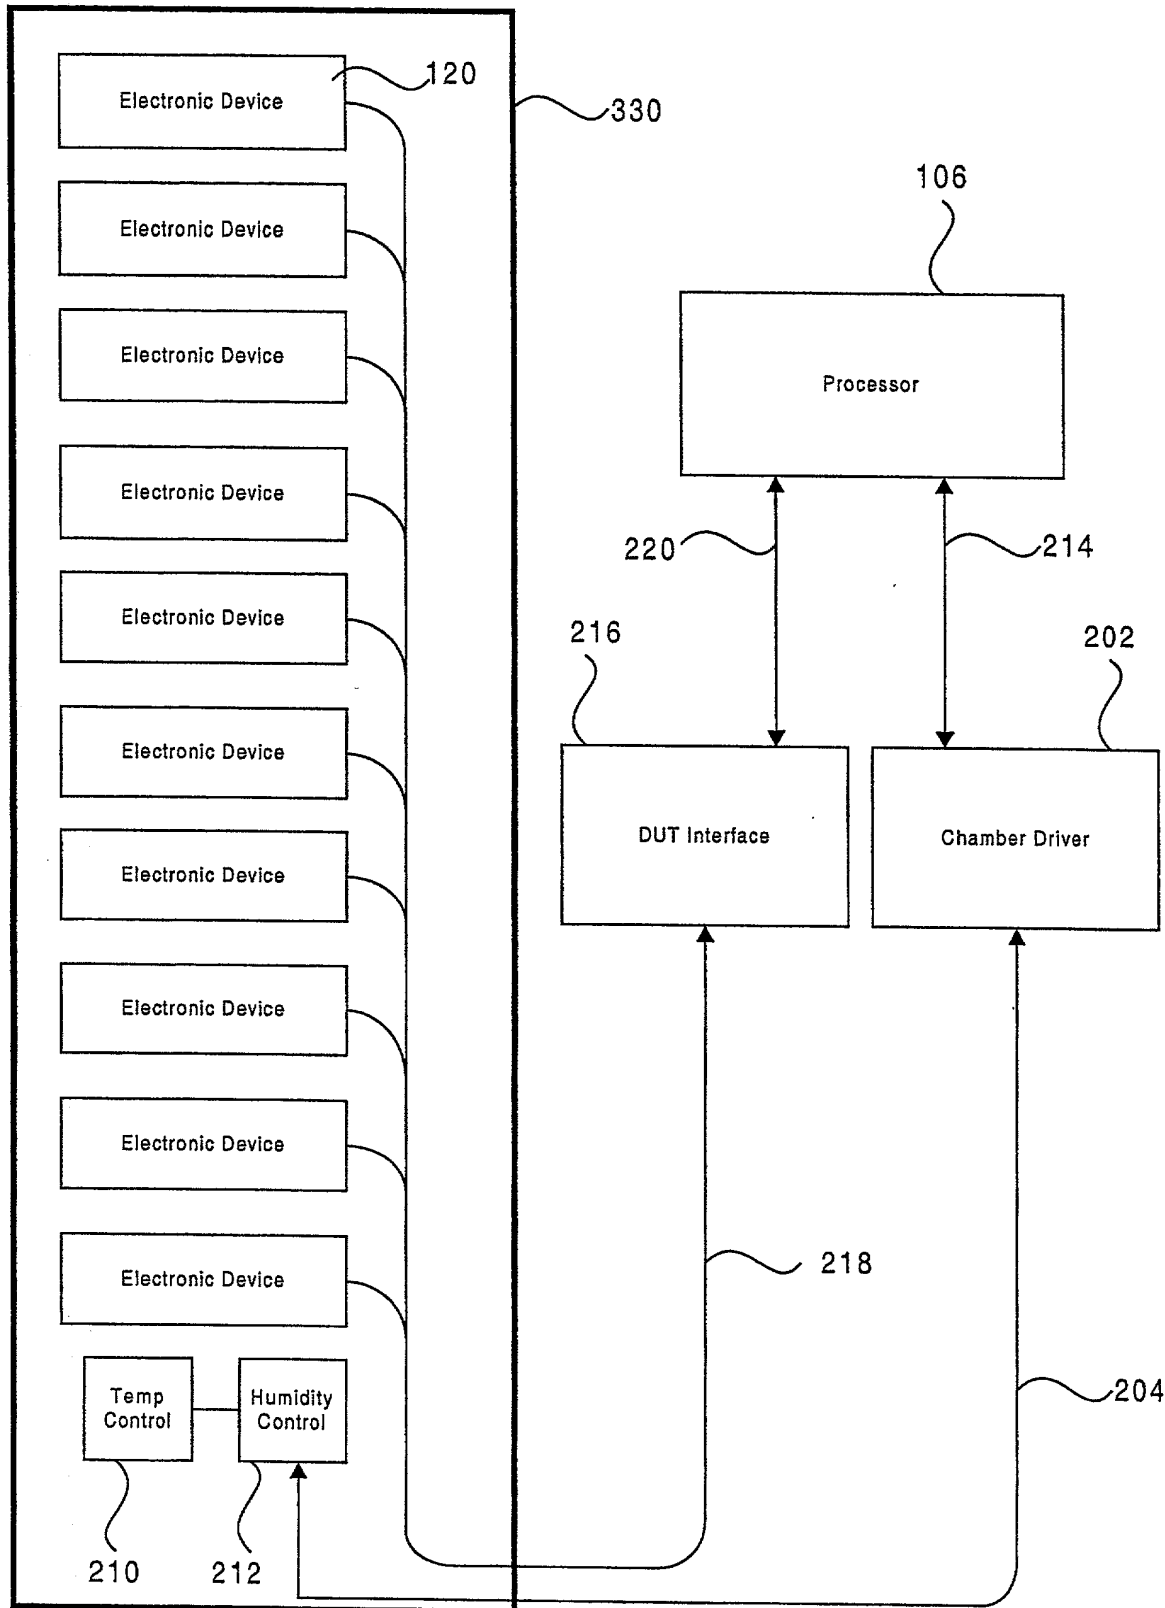 120
Electronic Device
330
106
Electronic Device
Electronic Device
Processor
Electronic Device
220
214
Electronic Device
216
202
Electronic Device
DUT Interface
Chamber Driver
Electronic Device
Electronic Device
Electronic Device
Electronic Device
218
Temp
Control
Humidity
Control
204
210
212